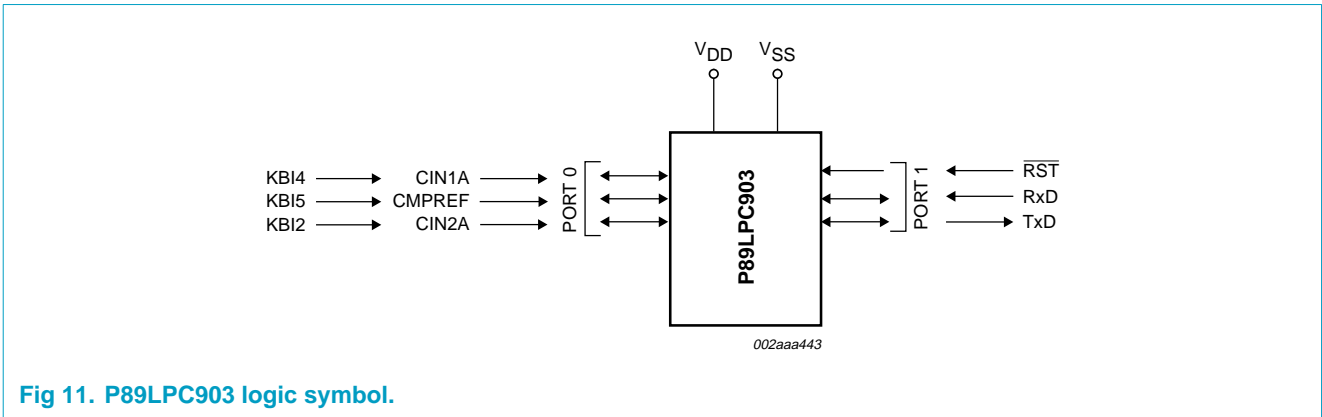 VDD VSS
KBI4 CIN1A
KBI5 CMPREF
KBI2 CIN2A
PORT 0
P89LPC903
PORT 1
RST
RxD
TxD
002aaa443
Fig 11. P89LPC903 logic symbol.